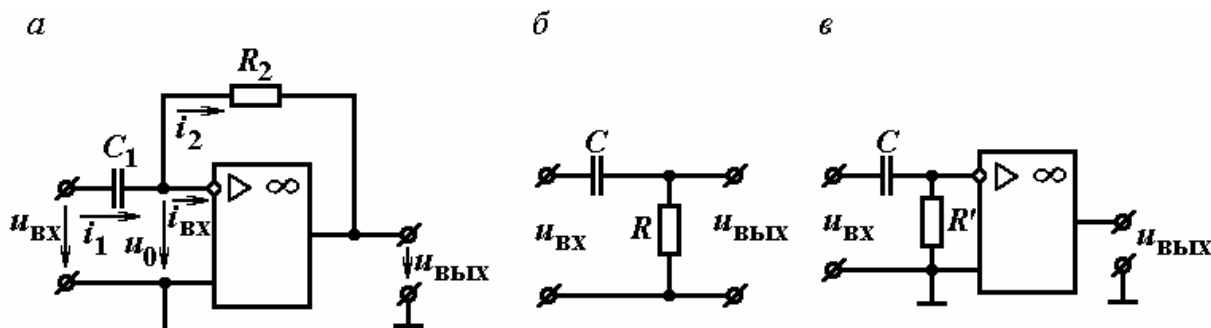 а
R₂
i₂
C₁
▷ ∞
uвх
i₁
u₀
iвх
uвых
б
C
uвх
R
uвых
в
C
▷ ∞
uвх
R'
uвых